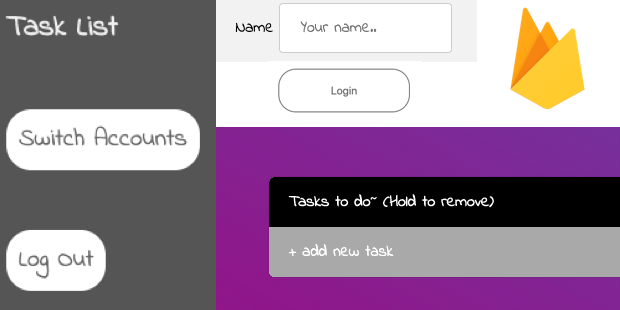 Task List
Switch Accounts
Log Out
Name
Your name..
Login
Tasks to do~ (Hold to remove)
+ add new task